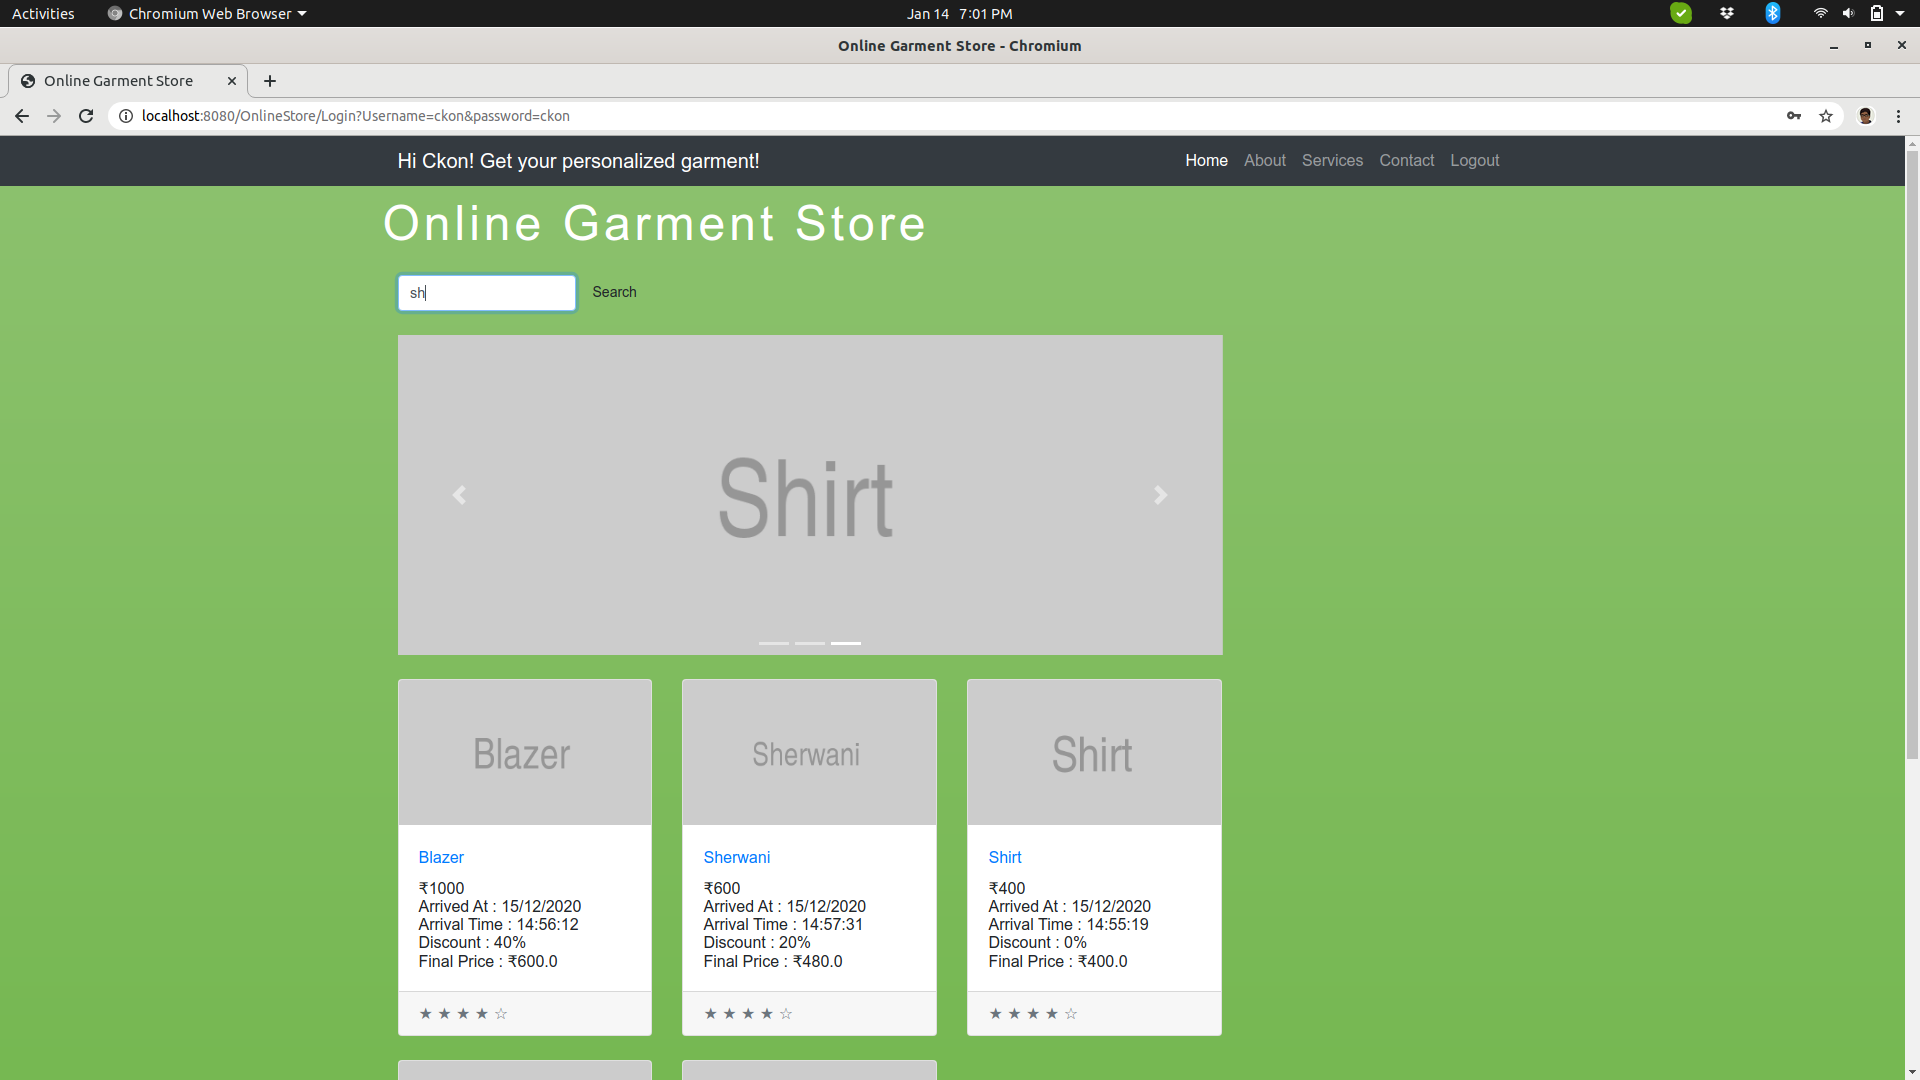 Activities
Chromium Web Browser
Jan 14 7:01 PM
Online Garment Store - Chromium
Online Garment Store
localhost:8080/OnlineStore/Login?Username=ckon&password=ckon
Hi Ckon! Get your personalized garment!
Home About Services Contact Logout
Online Garment Store
sh
Search
Shirt
Blazer
Sherwani
Shirt
Blazer
₹1000
Arrived At : 15/12/2020
Arrival Time : 14:56:12
Discount : 40%
Final Price : ₹600.0
★ ★ ★ ★ ☆
Sherwani
₹600
Arrived At : 15/12/2020
Arrival Time : 14:57:31
Discount : 20%
Final Price : ₹480.0
★ ★ ★ ★ ☆
Shirt
₹400
Arrived At : 15/12/2020
Arrival Time : 14:55:19
Discount : 0%
Final Price : ₹400.0
★ ★ ★ ★ ☆